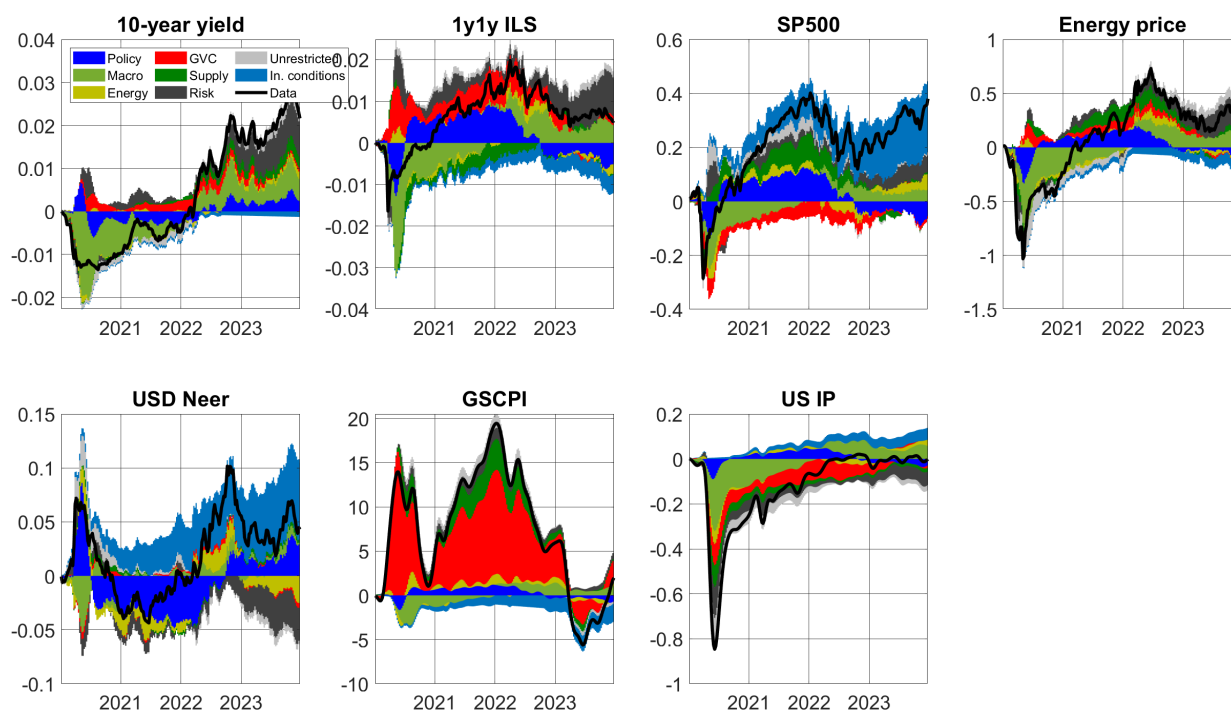 10-year yield
0.04
0.03
0.02
0.01
0
-0.01
-0.02
2021 2022 2023
Policy GVC Unrestricted
Macro Supply In. conditions
Energy Risk Data
1y1y ILS
0.02
0.01
0
-0.01
-0.02
-0.03
-0.04
2021 2022 2023
SP500
0.6
0.4
0.2
0
-0.2
-0.4
2021 2022 2023
Energy price
1
0.5
0
-0.5
-1
-1.5
2021 2022 2023
USD Neer
0.15
0.1
0.05
0
-0.05
-0.1
2021 2022 2023
GSCPI
20
15
10
5
0
-5
-10
2021 2022 2023
US IP
0.2
0
-0.2
-0.4
-0.6
-0.8
-1
2021 2022 2023